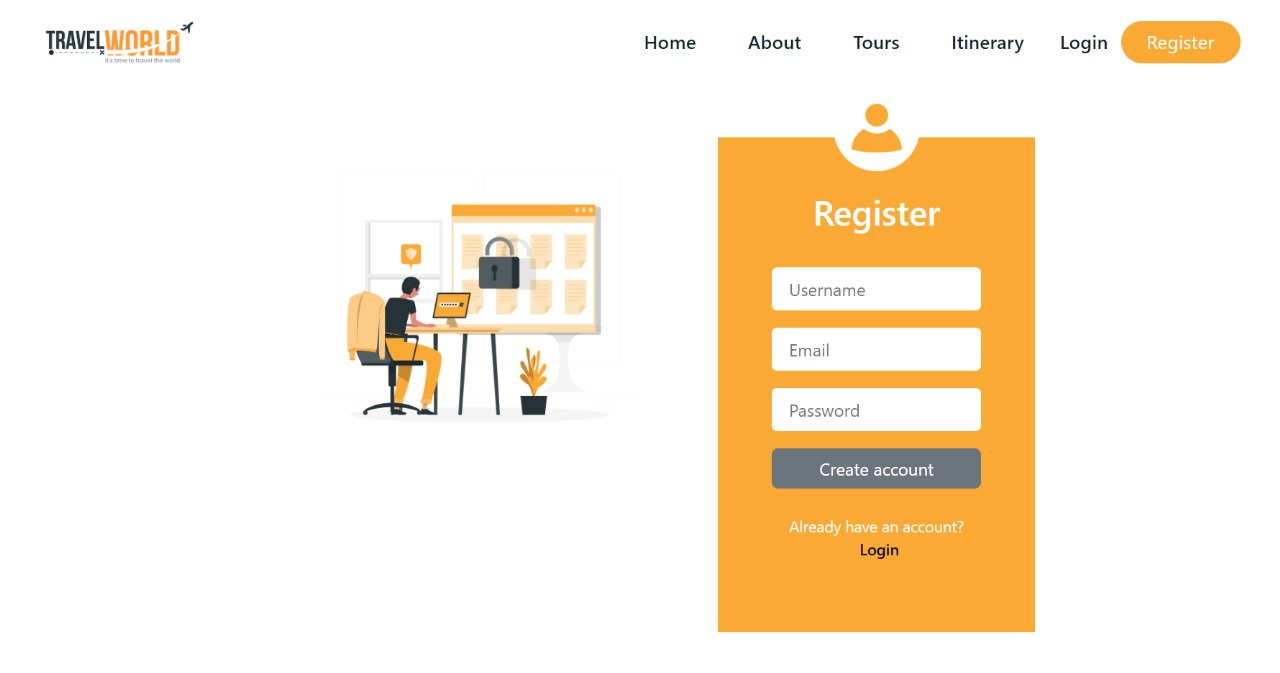 TRAVELWORLD
it's time to travel the world
Home About Tours Itinerary Login Register
Register
Username
Email
Password
Create account
Already have an account?
Login